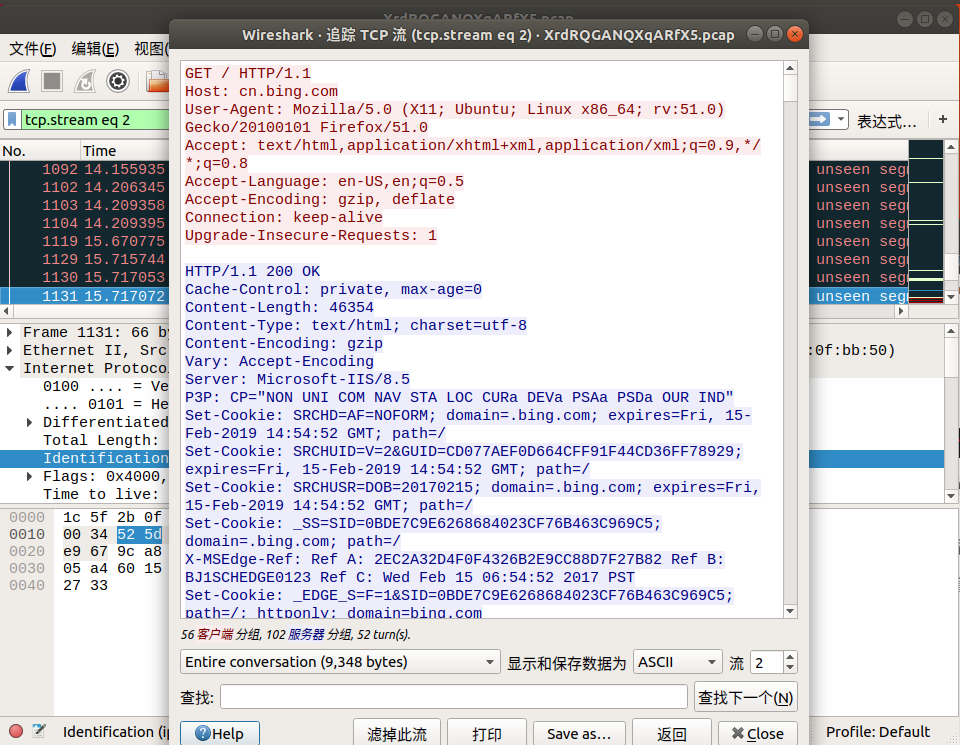 XrdRQGANQXqARfX5.pcap
Wireshark · 追踪 TCP 流 (tcp.stream eq 2) · XrdRQGANQXqARfX5.pcap
文件(F) 编辑(E) 视图(
tcp.stream eq 2
表达式… +
No. Time
1092 14.155935 unseen seg
1102 14.206345 unseen seg
1103 14.209358 unseen seg
1104 14.209395 unseen seg
1119 15.670775 unseen seg
1129 15.715744 unseen seg
1130 15.717053 unseen seg
1131 15.717072 unseen seg
Frame 1131: 66 by
Ethernet II, Src :0f:bb:50)
Internet Protoco
0100 .... = Ve
.... 0101 = He
Differentiated
Total Length:
Identification
Flags: 0x4000,
Time to live:
0000 1c 5f 2b 0f
0010 00 34 52 5d
0020 e9 67 9c a8
0030 05 a4 60 15
0040 27 33
GET / HTTP/1.1
Host: cn.bing.com
User-Agent: Mozilla/5.0 (X11; Ubuntu; Linux x86_64; rv:51.0)
Gecko/20100101 Firefox/51.0
Accept: text/html,application/xhtml+xml,application/xml;q=0.9,*/
*;q=0.8
Accept-Language: en-US,en;q=0.5
Accept-Encoding: gzip, deflate
Connection: keep-alive
Upgrade-Insecure-Requests: 1
HTTP/1.1 200 OK
Cache-Control: private, max-age=0
Content-Length: 46354
Content-Type: text/html; charset=utf-8
Content-Encoding: gzip
Vary: Accept-Encoding
Server: Microsoft-IIS/8.5
P3P: CP="NON UNI COM NAV STA LOC CURa DEVa PSAa PSDa OUR IND"
Set-Cookie: SRCHD=AF=NOFORM; domain=.bing.com; expires=Fri, 15-
Feb-2019 14:54:52 GMT; path=/
Set-Cookie: SRCHUID=V=2&GUID=CD077AEF0D664CFF91F44CD36FF78929;
expires=Fri, 15-Feb-2019 14:54:52 GMT; path=/
Set-Cookie: SRCHUSR=DOB=20170215; domain=.bing.com; expires=Fri,
15-Feb-2019 14:54:52 GMT; path=/
Set-Cookie: _SS=SID=0BDE7C9E6268684023CF76B463C969C5;
domain=.bing.com; path=/
X-MSEdge-Ref: Ref A: 2EC2A32D4F0F4326B2E9CC88D7F27B82 Ref B:
BJ1SCHEDGE0123 Ref C: Wed Feb 15 06:54:52 2017 PST
Set-Cookie: _EDGE_S=F=1&SID=0BDE7C9E6268684023CF76B463C969C5;
path=/; httponly; domain=bing.com
56 客户端 分组, 102 服务器 分组, 52 turn(s).
Entire conversation (9,348 bytes) 显示和保存数据为 ASCII 流 2
查找: 查找下一个(N)
Help 滤掉此流 打印 Save as… 返回 Close
Identification (ip Profile: Default